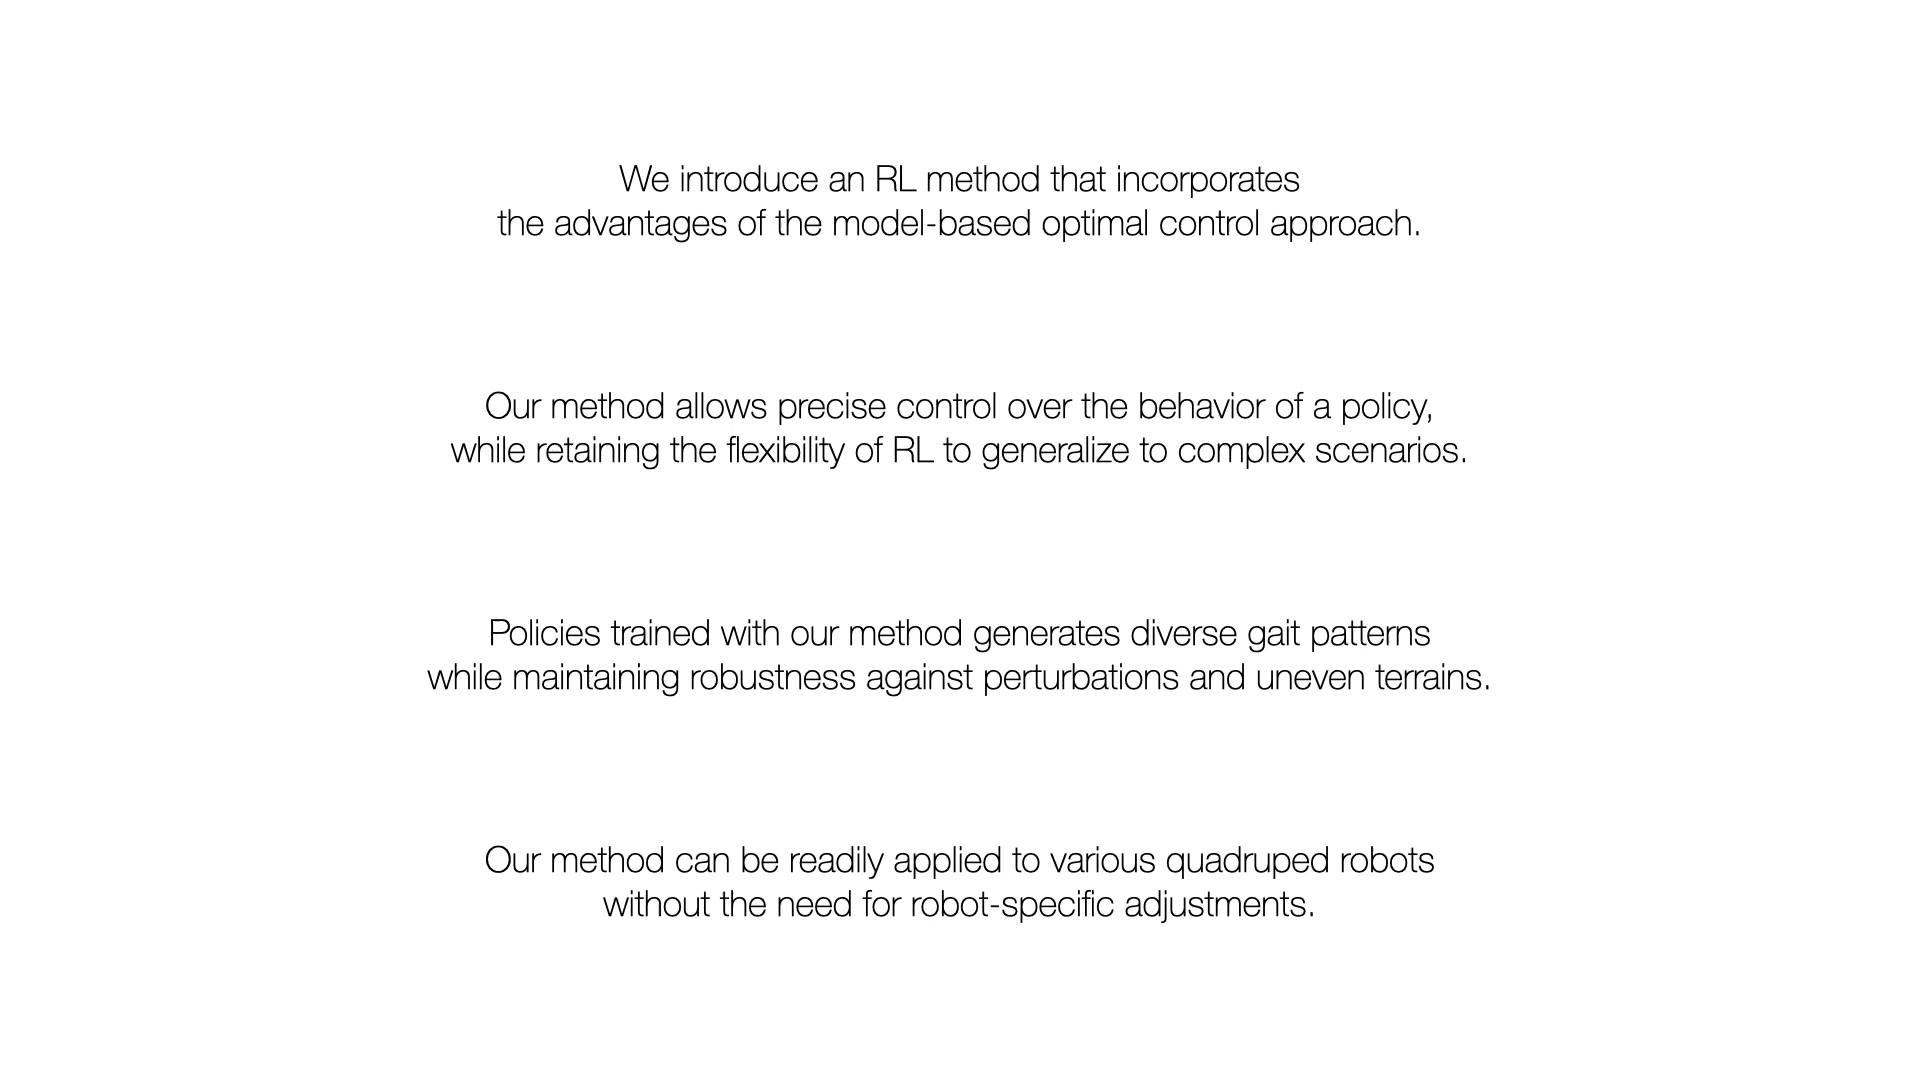 We introduce an RL method that incorporates
the advantages of the model-based optimal control approach.
Our method allows precise control over the behavior of a policy,
while retaining the flexibility of RL to generalize to complex scenarios.
Policies trained with our method generates diverse gait patterns
while maintaining robustness against perturbations and uneven terrains.
Our method can be readily applied to various quadruped robots
without the need for robot-specific adjustments.